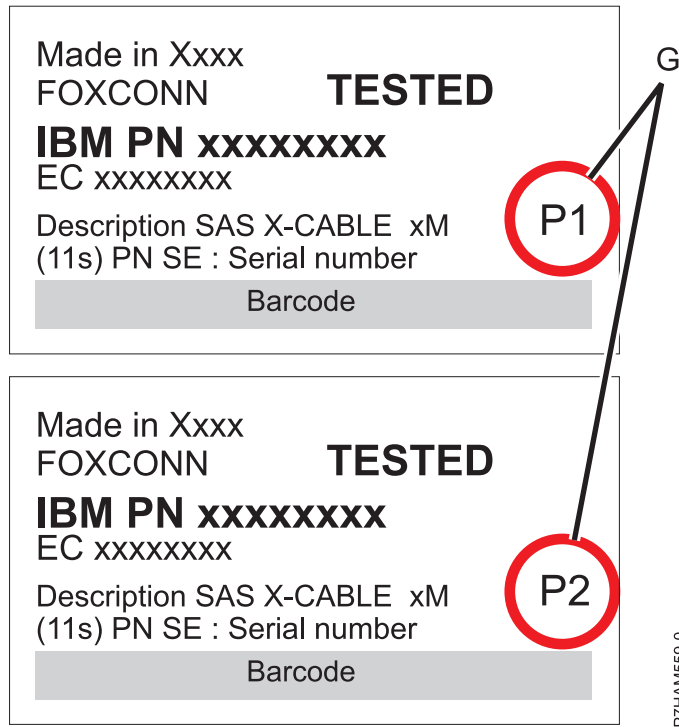 Made in Xxxx
FOXCONN TESTED
IBM PN xxxxxxxx
EC xxxxxxxx
Description SAS X-CABLE xM
(11s) PN SE : Serial number
Barcode
P1
G
Made in Xxxx
FOXCONN TESTED
IBM PN xxxxxxxx
EC xxxxxxxx
Description SAS X-CABLE xM
(11s) PN SE : Serial number
Barcode
P2